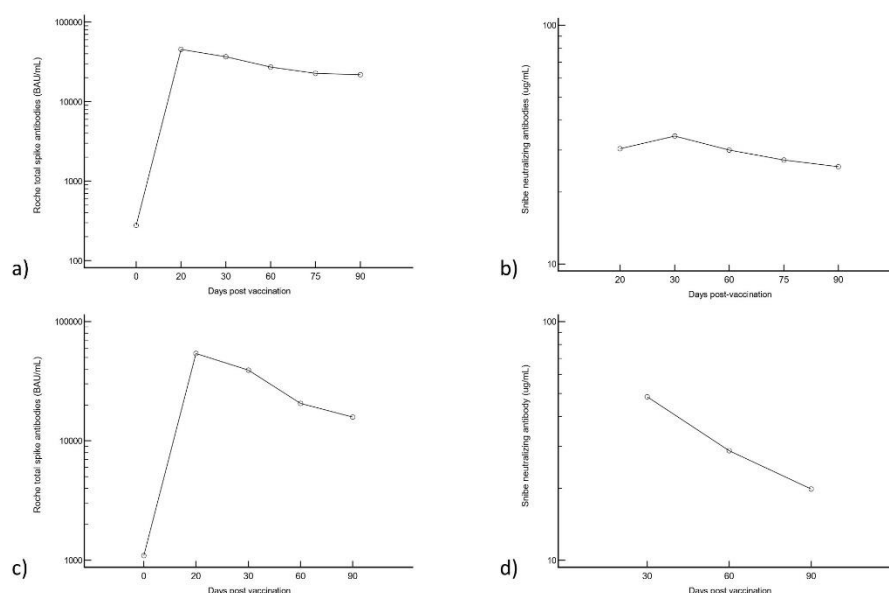 100000
10000
1000
100
Roche total spike antibodies (BAU/mL)
0 20 30 60 75 90
Days post vaccination
a)
100
10
Snibe neutralizing antibodies (ug/mL)
20 30 60 75 90
Days post-vaccination
b)
100000
10000
1000
Roche total spike antibodies (BAU/mL)
0 20 30 60 90
Days post vaccination
c)
100
10
Snibe neutralizing antibody (ug/mL)
30 60 90
Days post vaccination
d)